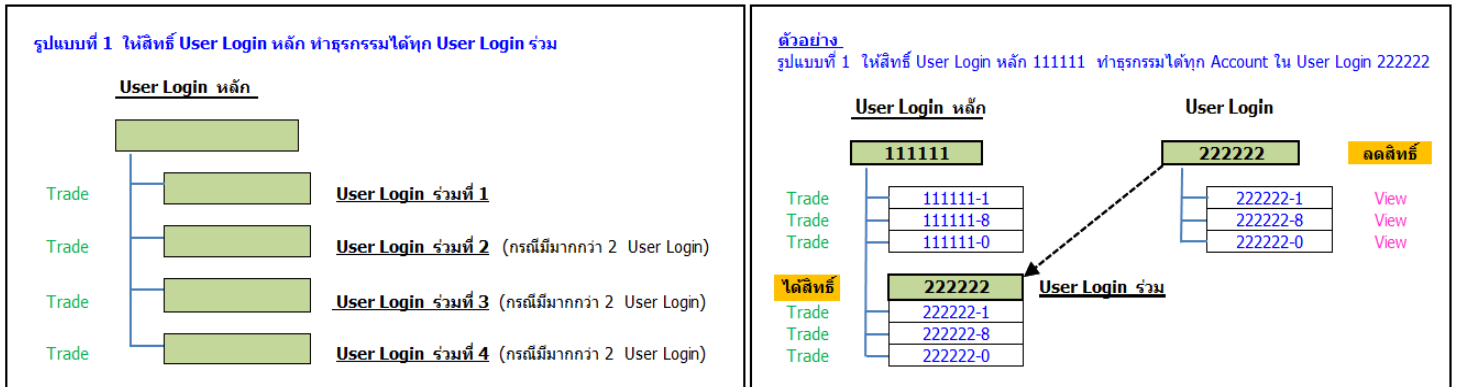 รูปแบบที่ 1 ให้สิทธิ์ User Login หลัก ทำธุรกรรมได้ทุก User Login ร่วม
User Login หลัก
Trade User Login ร่วมที่ 1
Trade User Login ร่วมที่ 2 (กรณีมีมากกว่า 2 User Login)
Trade User Login ร่วมที่ 3 (กรณีมีมากกว่า 2 User Login)
Trade User Login ร่วมที่ 4 (กรณีมีมากกว่า 2 User Login)
ตัวอย่าง
รูปแบบที่ 1 ให้สิทธิ์ User Login หลัก 111111 ทำธุรกรรมได้ทุก Account ใน User Login 222222
User Login หลัก User Login
111111 222222 ลดสิทธิ์
Trade 111111-1 222222-1 View
Trade 111111-8 222222-8 View
Trade 111111-0 222222-0 View
ได้สิทธิ์ 222222 User Login ร่วม
Trade 222222-1
Trade 222222-8
Trade 222222-0